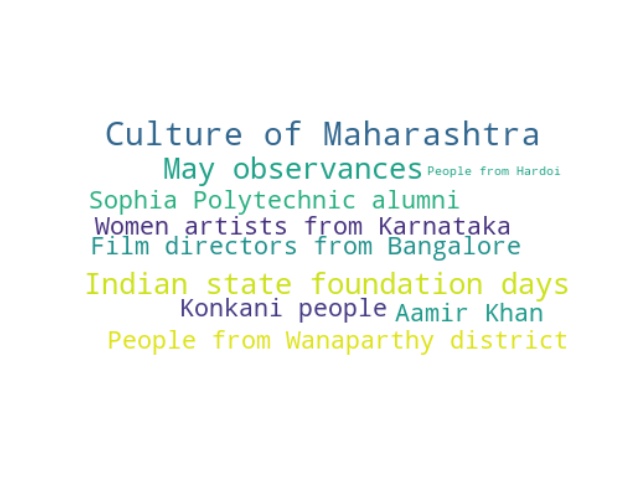 Culture of Maharashtra
May observances People from Hardoi
Sophia Polytechnic alumni
Women artists from Karnataka
Film directors from Bangalore
Indian state foundation days
Konkani people Aamir Khan
People from Wanaparthy district